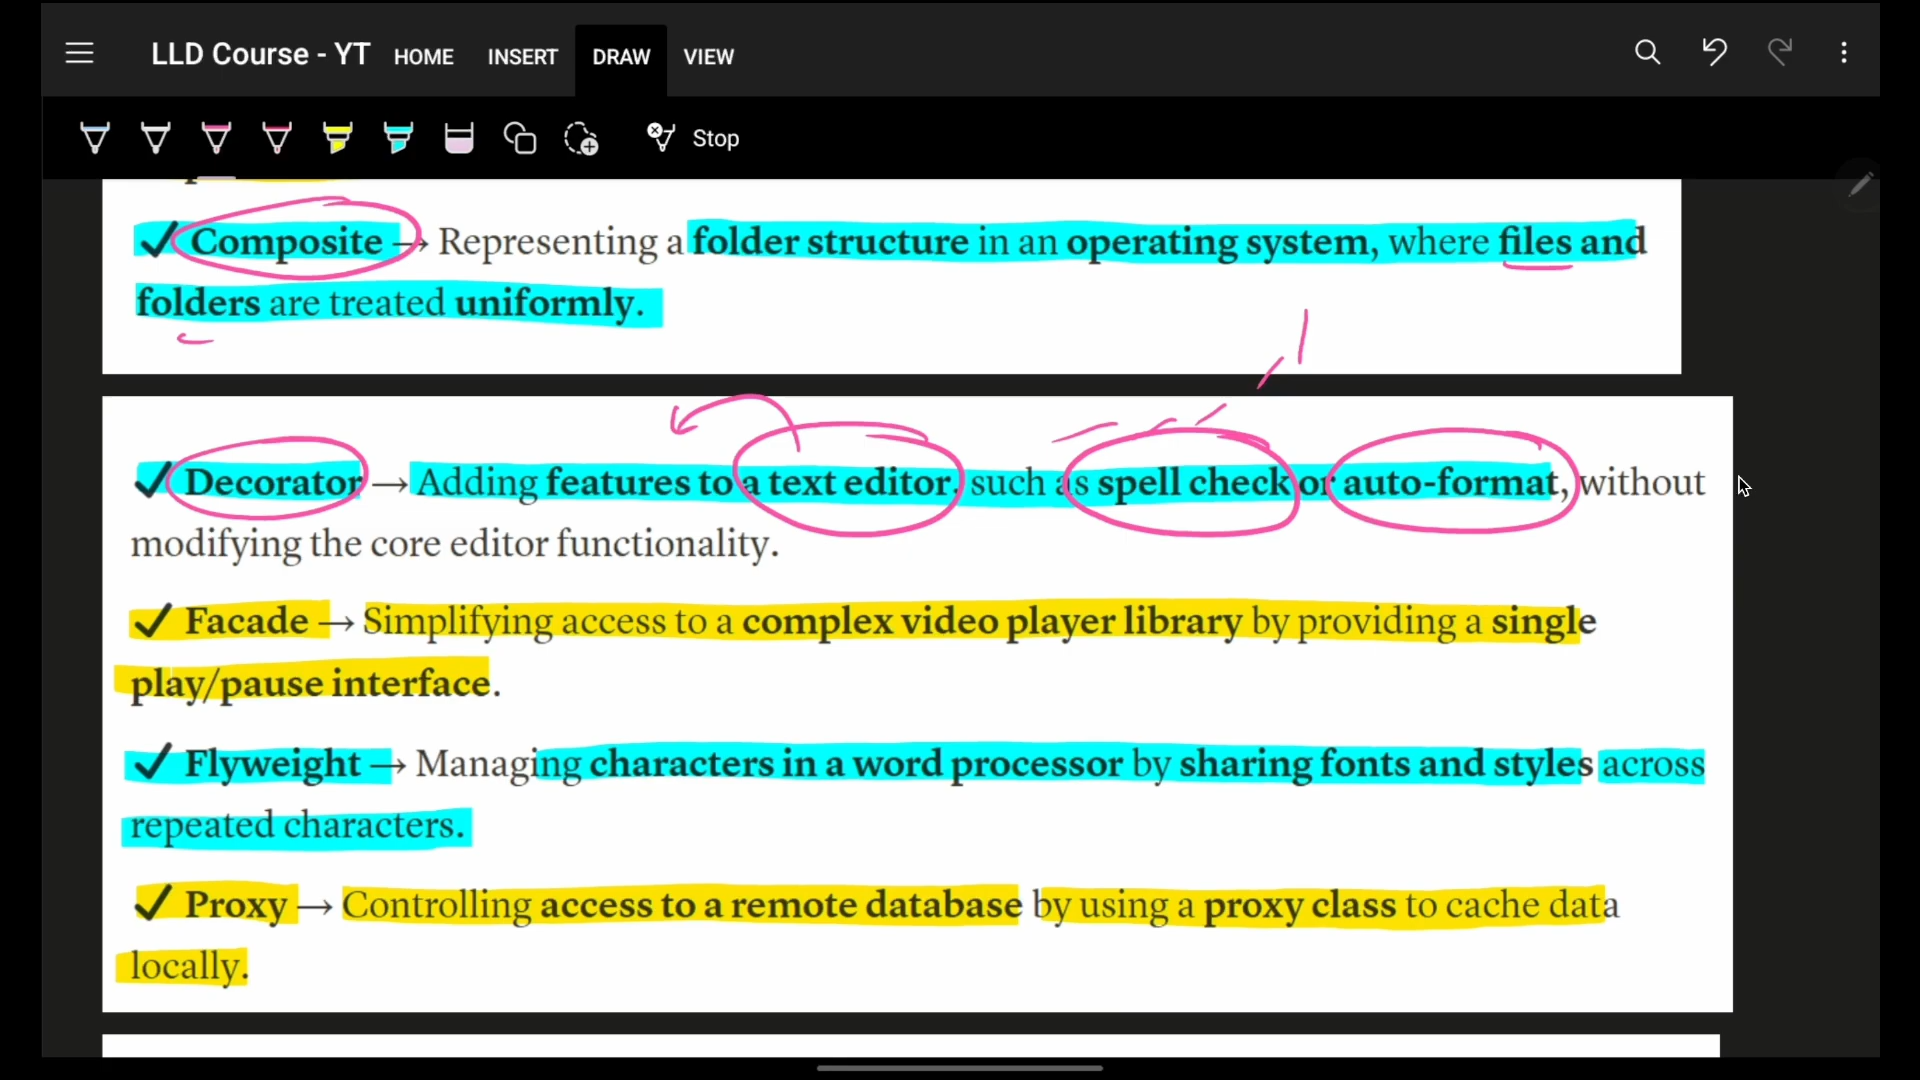 LLD Course - YT HOME INSERT DRAW VIEW
Stop
✔ Composite → Representing a folder structure in an operating system, where files and
folders are treated uniformly.
✔ Decorator → Adding features to a text editor, such as spell check or auto-format, without
modifying the core editor functionality.
✔ Facade → Simplifying access to a complex video player library by providing a single
play/pause interface.
✔ Flyweight → Managing characters in a word processor by sharing fonts and styles across
repeated characters.
✔ Proxy → Controlling access to a remote database by using a proxy class to cache data
locally.